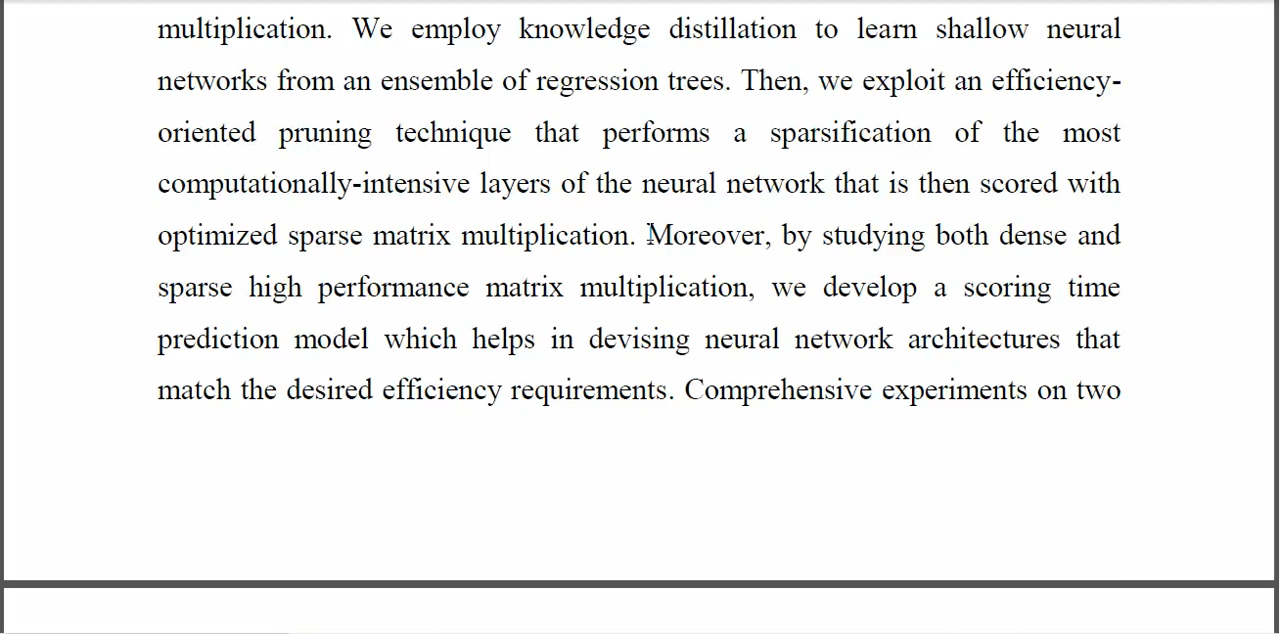 multiplication. We employ knowledge distillation to learn shallow neural
networks from an ensemble of regression trees. Then, we exploit an efficiency-
oriented pruning technique that performs a sparsification of the most
computationally-intensive layers of the neural network that is then scored with
optimized sparse matrix multiplication. Moreover, by studying both dense and
sparse high performance matrix multiplication, we develop a scoring time
prediction model which helps in devising neural network architectures that
match the desired efficiency requirements. Comprehensive experiments on two